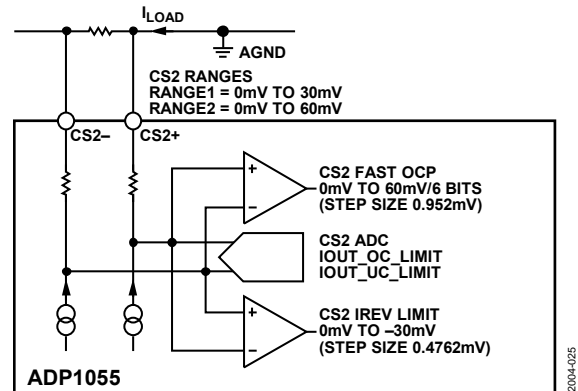 I_LOAD
AGND
CS2 RANGES
RANGE1 = 0mV TO 30mV
RANGE2 = 0mV TO 60mV
CS2–
CS2+
+
–
CS2 FAST OCP
0mV TO 60mV/6 BITS
(STEP SIZE 0.952mV)
CS2 ADC
IOUT_OC_LIMIT
IOUT_UC_LIMIT
+
–
CS2 IREV LIMIT
0mV TO –30mV
(STEP SIZE 0.4762mV)
ADP1055
12004-025